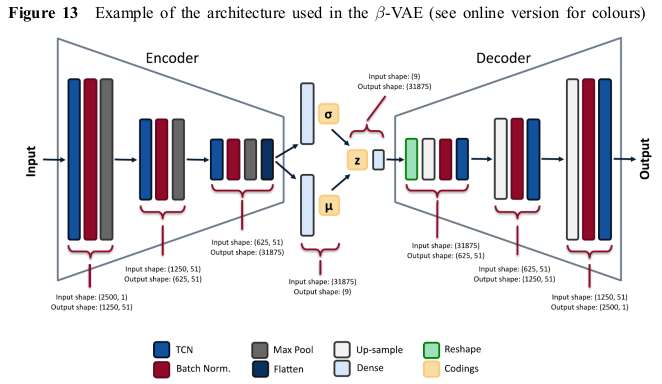 Figure 13 Example of the architecture used in the β-VAE (see online version for colours)
Encoder
Decoder
Input shape: (9)
Output shape: (31875)
σ
z
μ
Input
Output
Input shape: (2500, 1)
Output shape: (1250, 51)
Input shape: (1250, 51)
Output shape: (625, 51)
Input shape: (625, 51)
Output shape: (31875)
Input shape: (31875)
Output shape: (9)
Input shape: (31875)
Output shape: (625, 51)
Input shape: (625, 51)
Output shape: (1250, 51)
Input shape: (1250, 51)
Output shape: (2500, 1)
TCN
Max Pool
Up-sample
Reshape
Batch Norm.
Flatten
Dense
Codings